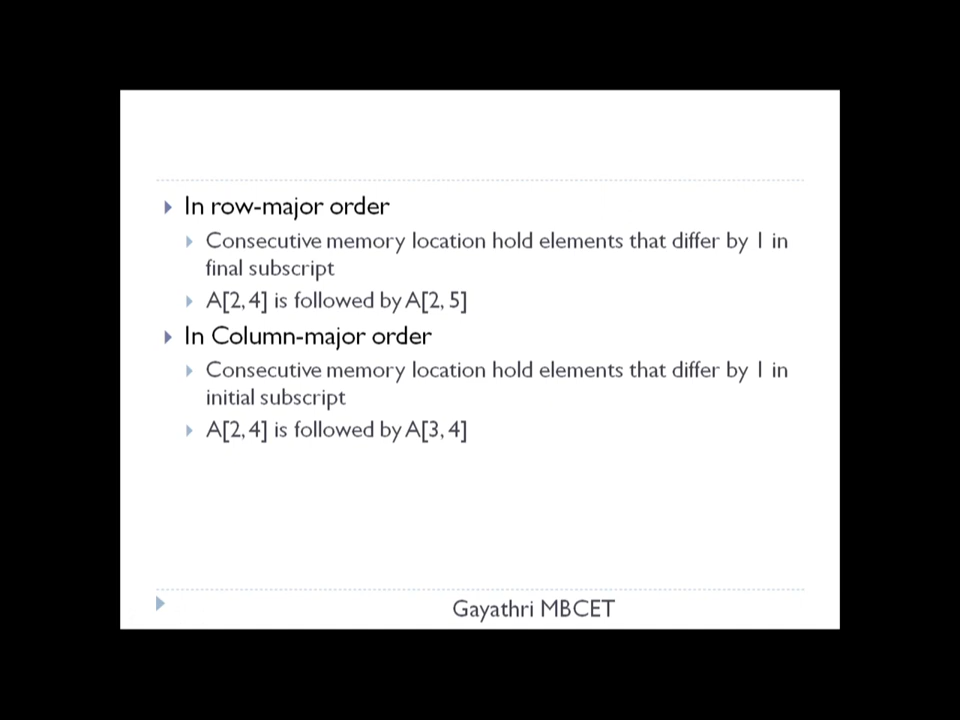 In row-major order
Consecutive memory location hold elements that differ by 1 in
final subscript
A[2, 4] is followed by A[2, 5]
In Column-major order
Consecutive memory location hold elements that differ by 1 in
initial subscript
A[2, 4] is followed by A[3, 4]
Gayathri MBCET